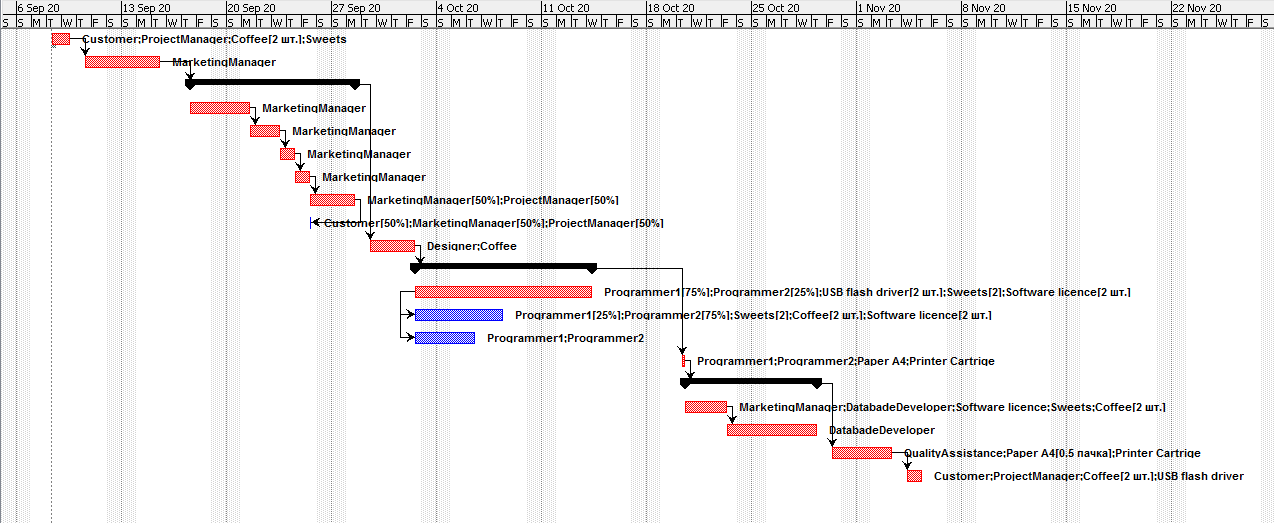 6 Sep 20 13 Sep 20 20 Sep 20 27 Sep 20 4 Oct 20 11 Oct 20 18 Oct 20 25 Oct 20 1 Nov 20 8 Nov 20 15 Nov 20 22 Nov 20
S S M T W T F S S M T W T F S S M T W T F S S M T W T F S S M T W T F S S M T W T F S S M T W T F S S M T W T F S S M T W T F S S M T W T F S S M T W T F S S M T W T F S
Customer;ProjectManager;Coffee[2 шт.];Sweets
MarketingManager
MarketingManager
MarketingManager
MarketingManager
MarketingManager
MarketingManager[50%];ProjectManager[50%]
Customer[50%];MarketingManager[50%];ProjectManager[50%]
Designer;Coffee
Programmer1[75%];Programmer2[25%];USB flash driver[2 шт.];Sweets[2];Software licence[2 шт.]
Programmer1[25%];Programmer2[75%];Sweets[2];Coffee[2 шт.];Software licence[2 шт.]
Programmer1;Programmer2
Programmer1;Programmer2;Paper A4;Printer Cartrige
MarketingManager;DatabadeDeveloper;Software licence;Sweets;Coffee[2 шт.]
DatabadeDeveloper
QualityAssistance;Paper A4[0.5 пачка];Printer Cartrige
Customer;ProjectManager;Coffee[2 шт.];USB flash driver